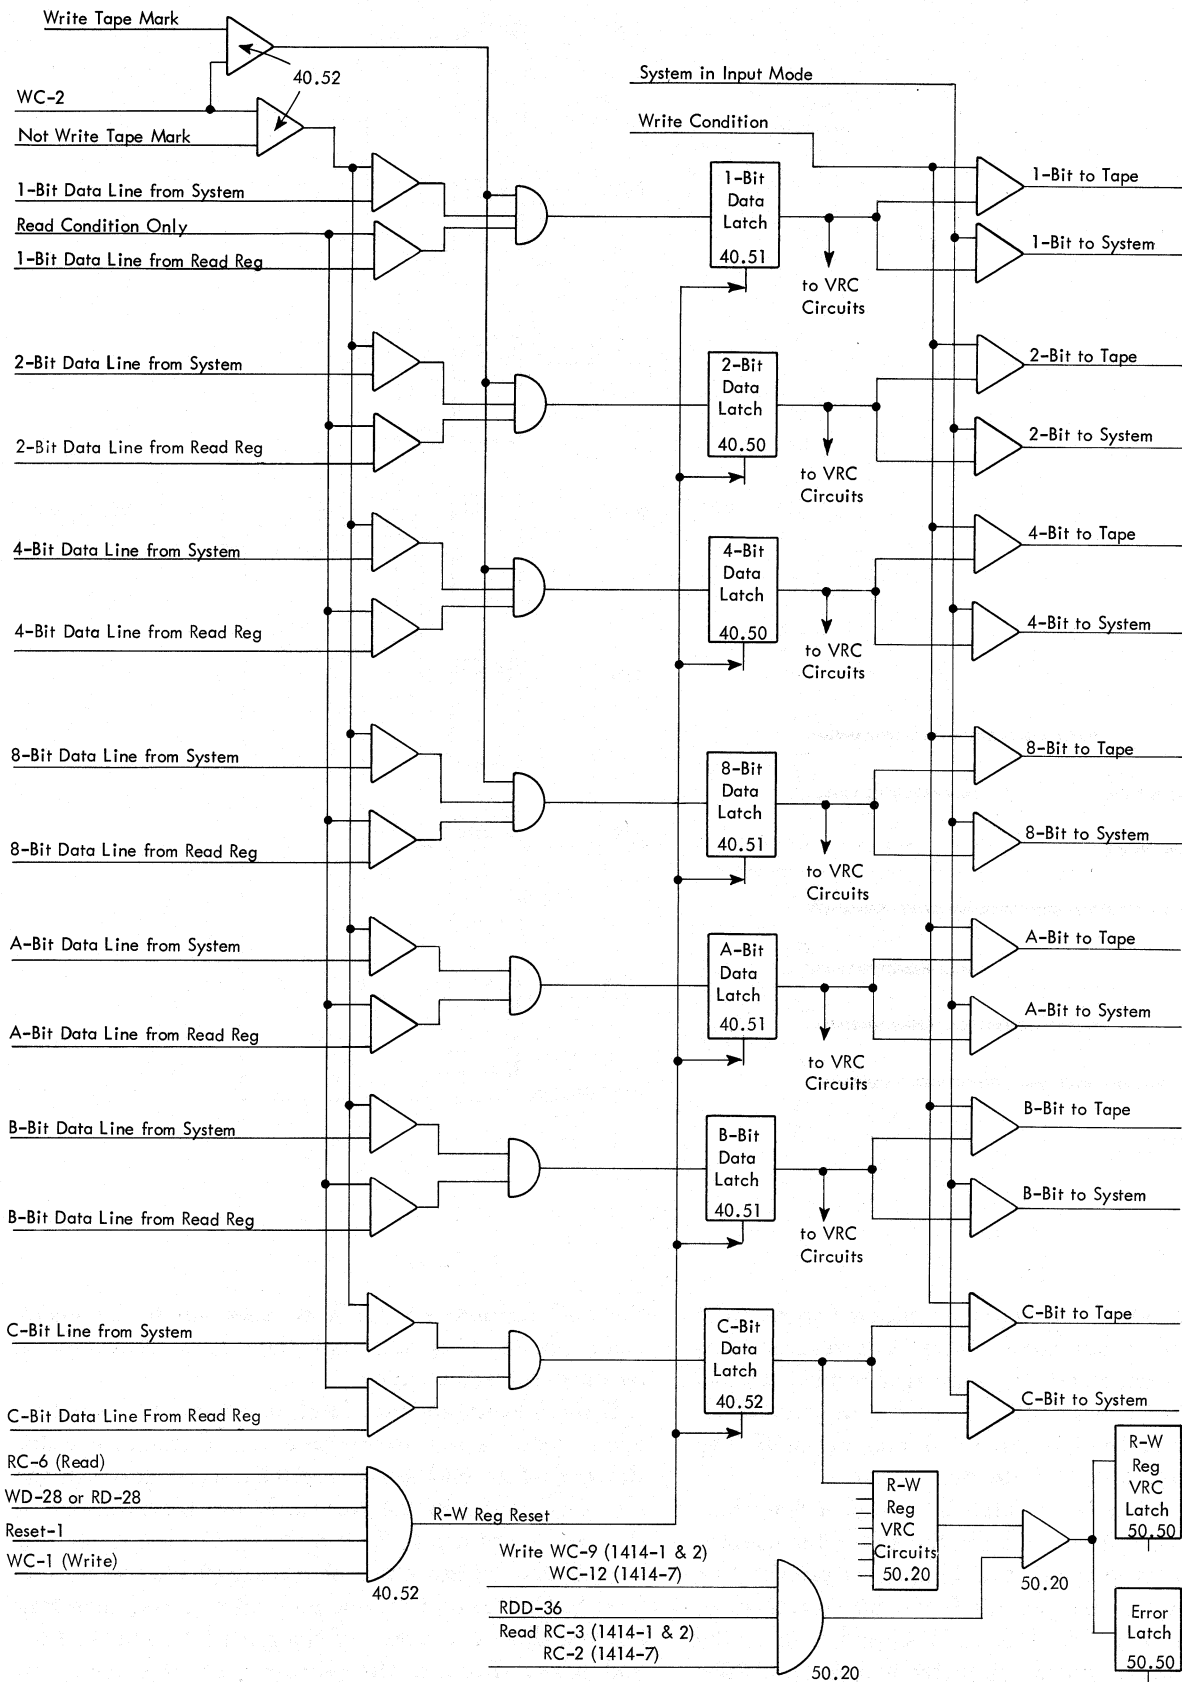 Write Tape Mark
40.52
WC-2
Not Write Tape Mark
System in Input Mode
Write Condition
1-Bit Data Line from System
Read Condition Only
1-Bit Data Line from Read Reg
1-Bit
Data
Latch
40.51
to VRC
Circuits
1-Bit to Tape
1-Bit to System
2-Bit Data Line from System
2-Bit Data Line from Read Reg
2-Bit
Data
Latch
40.50
to VRC
Circuits
2-Bit to Tape
2-Bit to System
4-Bit Data Line from System
4-Bit Data Line from Read Reg
4-Bit
Data
Latch
40.50
to VRC
Circuits
4-Bit to Tape
4-Bit to System
8-Bit Data Line from System
8-Bit Data Line from Read Reg
8-Bit
Data
Latch
40.51
to VRC
Circuits
8-Bit to Tape
8-Bit to System
A-Bit Data Line from System
A-Bit Data Line from Read Reg
A-Bit
Data
Latch
40.51
to VRC
Circuits
A-Bit to Tape
A-Bit to System
B-Bit Data Line from System
B-Bit Data Line from Read Reg
B-Bit
Data
Latch
40.51
to VRC
Circuits
B-Bit to Tape
B-Bit to System
C-Bit Line from System
C-Bit Data Line From Read Reg
C-Bit
Data
Latch
40.52
C-Bit to Tape
C-Bit to System
RC-6 (Read)
WD-28 or RD-28
Reset-1
WC-1 (Write)
40.52
R-W Reg Reset
Write WC-9 (1414-1 & 2)
WC-12 (1414-7)
RDD-36
Read RC-3 (1414-1 & 2)
RC-2 (1414-7)
50.20
R-W
Reg
VRC
Circuits
50.20
50.20
R-W
Reg
VRC
Latch
50.50
Error
Latch
50.50